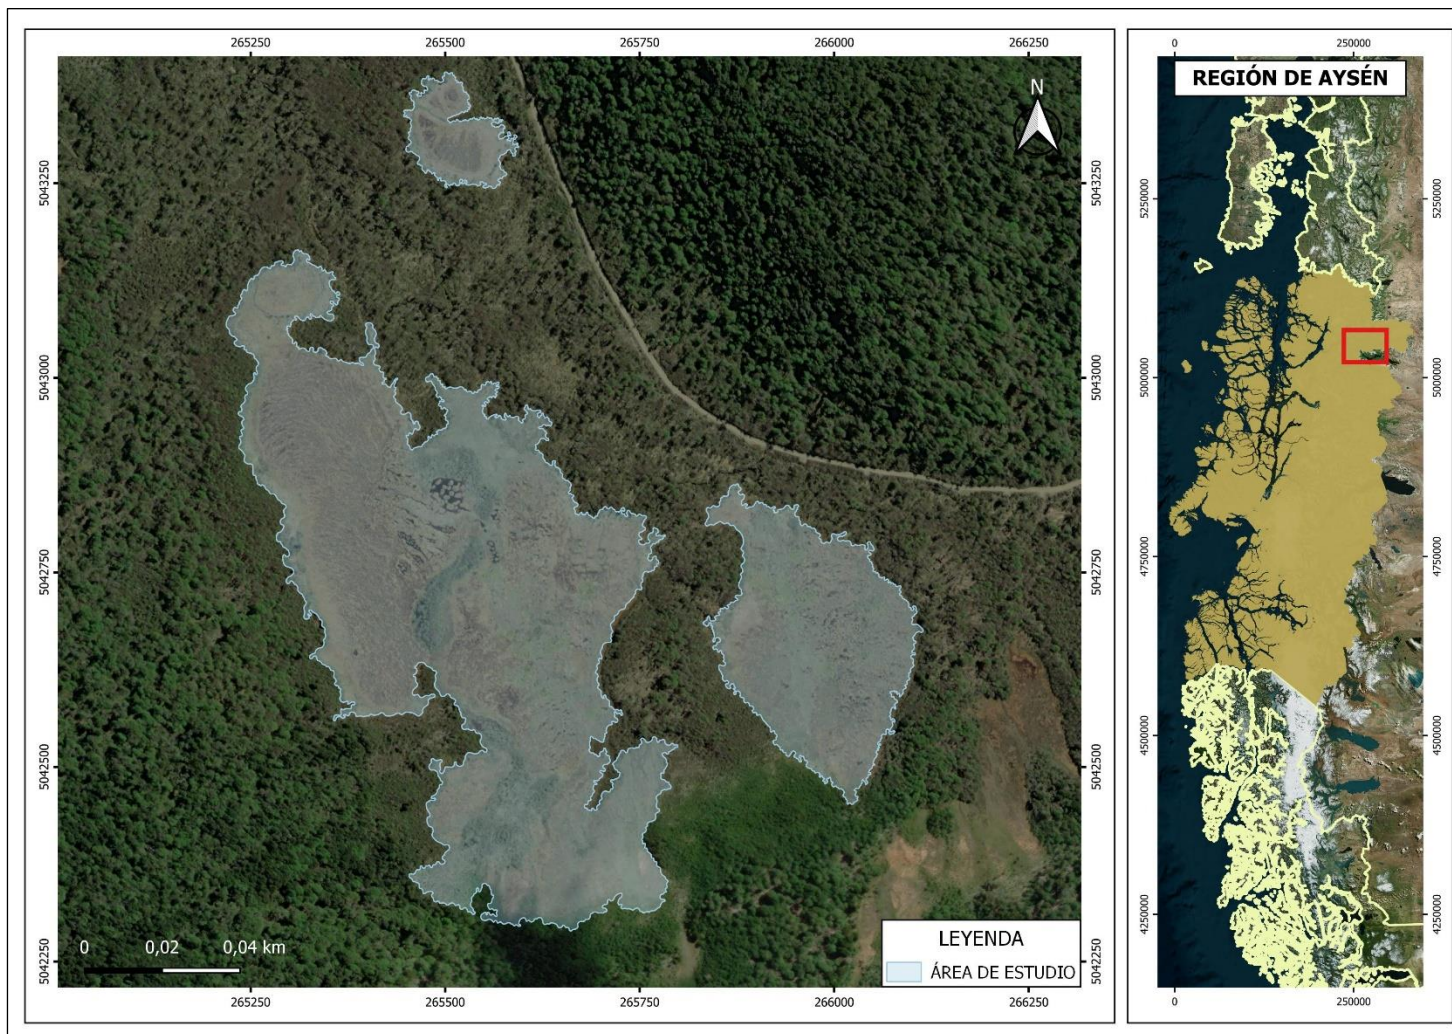 265250 265500 265750 266000 266250
N
5043250 5043250
5043000 5043000
5042750 5042750
5042500 5042500
5042250 5042250
0 0,02 0,04 km
LEYENDA
ÁREA DE ESTUDIO
265250 265500 265750 266000 266250
0 250000
REGIÓN DE AYSÉN
5250000 5250000
5000000 5000000
4750000 4750000
4500000 4500000
4250000 4250000
0 250000